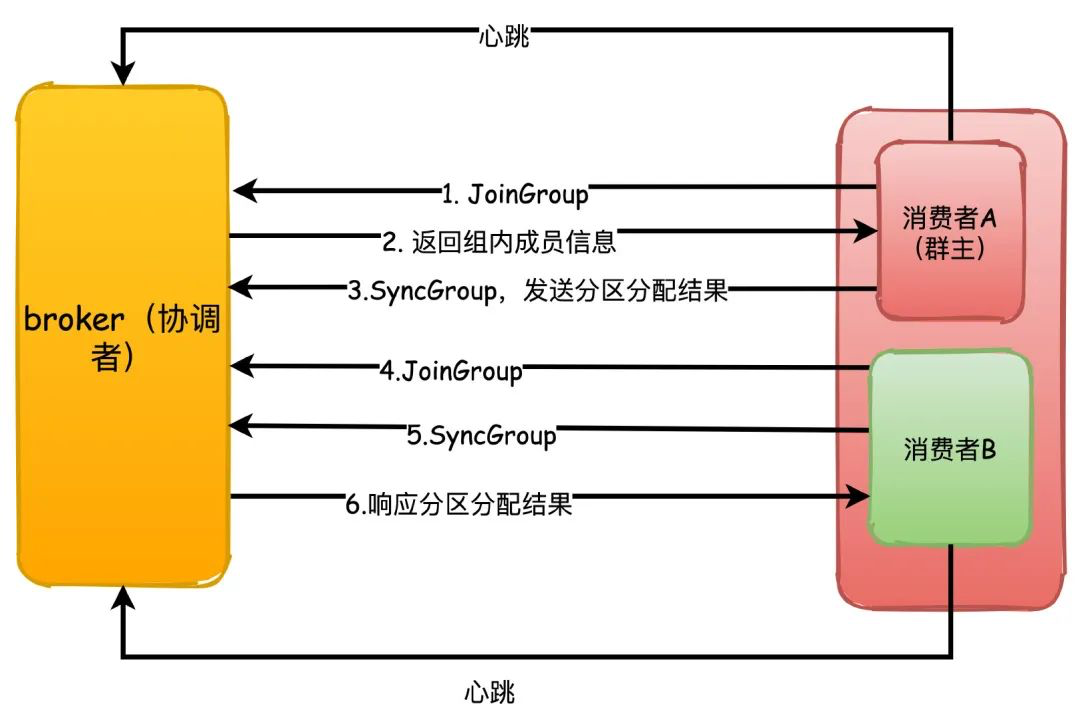 心跳
1. JoinGroup
2. 返回组内成员信息
3.SyncGroup，发送分区分配结果
4.JoinGroup
5.SyncGroup
6.响应分区分配结果
broker（协调
者）
消费者A
（群主）
消费者B
心跳